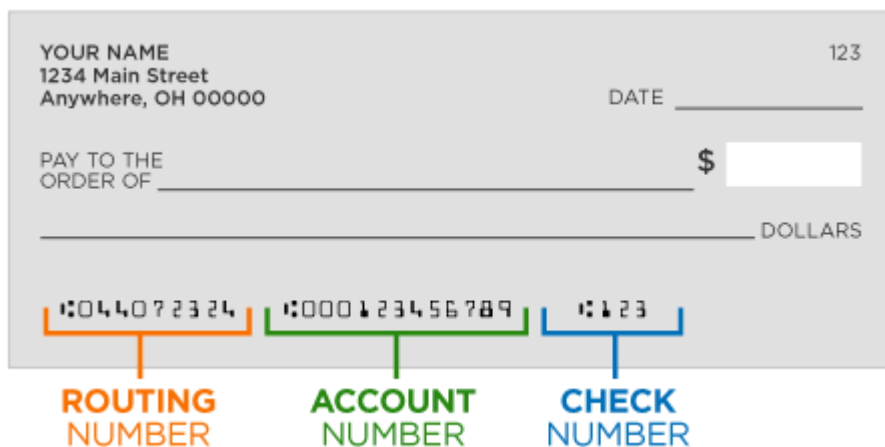 YOUR NAME 123
1234 Main Street
Anywhere, OH 00000
DATE
PAY TO THE
ORDER OF $
DOLLARS
⑆044072324 ⑆000123456789 ⑆123
ROUTING ACCOUNT CHECK
NUMBER NUMBER NUMBER